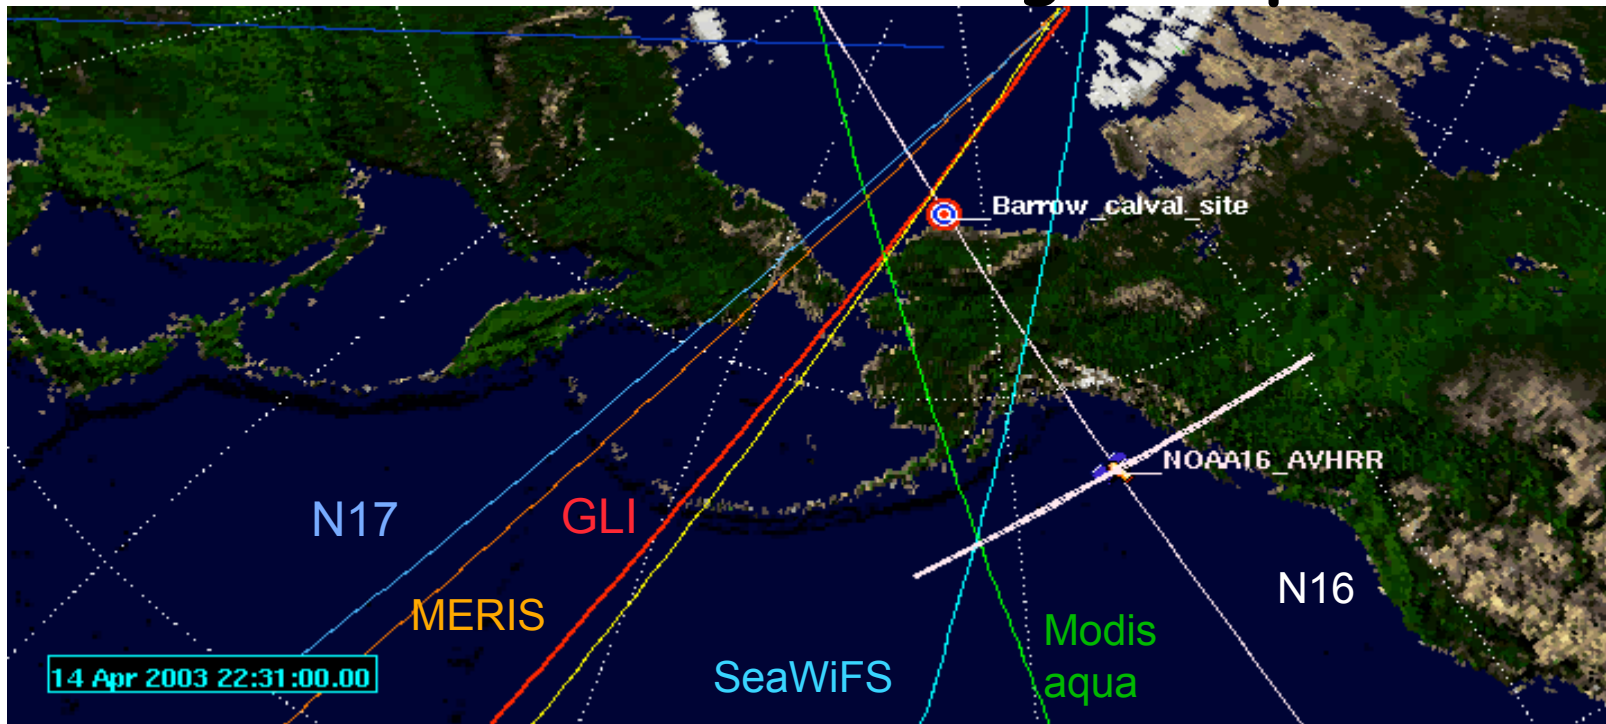 Barrow_calval_site
NOAA16_AVHRR
N17
GLI
N16
MERIS
Modis
aqua
SeaWiFS
14 Apr 2003 22:31:00.00